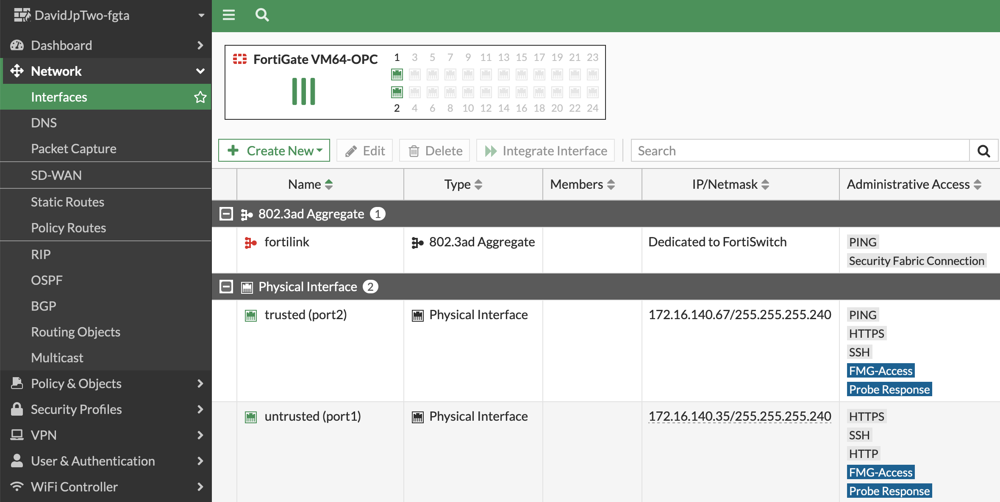 DavidJpTwo-fgta
Dashboard
Network
Interfaces
DNS
Packet Capture
SD-WAN
Static Routes
Policy Routes
RIP
OSPF
BGP
Routing Objects
Multicast
Policy & Objects
Security Profiles
VPN
User & Authentication
WiFi Controller
FortiGate VM64-OPC
1 3 5 7 9 11 13 15 17 19 21 23
2 4 6 8 10 12 14 16 18 20 22 24
Create New Edit Delete Integrate Interface Search
Name Type Members IP/Netmask Administrative Access
802.3ad Aggregate 1
fortilink 802.3ad Aggregate Dedicated to FortiSwitch PING
Security Fabric Connection
Physical Interface 2
trusted (port2) Physical Interface 172.16.140.67/255.255.255.240 PING
HTTPS
SSH
FMG-Access
Probe Response
untrusted (port1) Physical Interface 172.16.140.35/255.255.255.240 HTTPS
SSH
HTTP
FMG-Access
Probe Response